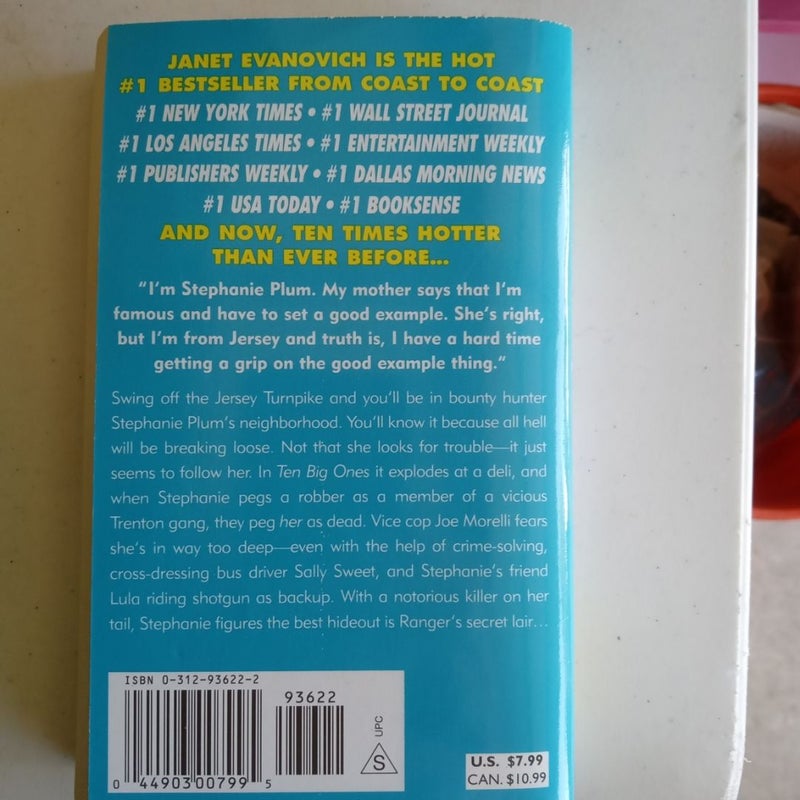 JANET EVANOVICH IS THE HOT
#1 BESTSELLER FROM COAST TO COAST
#1 NEW YORK TIMES • #1 WALL STREET JOURNAL
#1 LOS ANGELES TIMES • #1 ENTERTAINMENT WEEKLY
#1 PUBLISHERS WEEKLY • #1 DALLAS MORNING NEWS
#1 USA TODAY • #1 BOOKSENSE
AND NOW, TEN TIMES HOTTER
THAN EVER BEFORE...
"I'm Stephanie Plum. My mother says that I'm
famous and have to set a good example. She's right,
but I'm from Jersey and truth is, I have a hard time
getting a grip on the good example thing."
Swing off the Jersey Turnpike and you'll be in bounty hunter
Stephanie Plum's neighborhood. You'll know it because all hell
will be breaking loose. Not that she looks for trouble—it just
seems to follow her. In Ten Big Ones it explodes at a deli, and
when Stephanie pegs a robber as a member of a vicious
Trenton gang, they peg her as dead. Vice cop Joe Morelli fears
she's in way too deep—even with the help of crime-solving,
cross-dressing bus driver Sally Sweet, and Stephanie's friend
Lula riding shotgun as backup. With a notorious killer on her
tail, Stephanie figures the best hideout is Ranger's secret lair...
ISBN 0-312-93622-2
93622
UPC
S
0 44903 00799 5
U.S. $7.99
CAN. $10.99